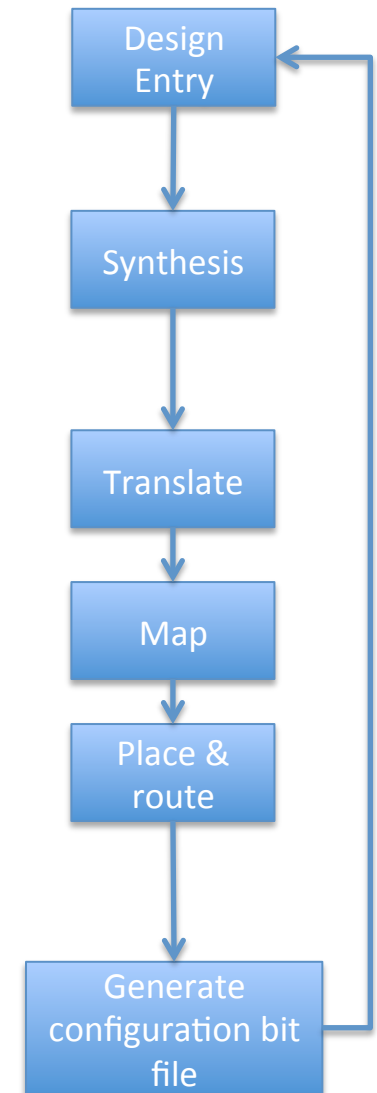 Design
Entry
Synthesis
Translate
Map
Place &
route
Generate
configuration bit
file